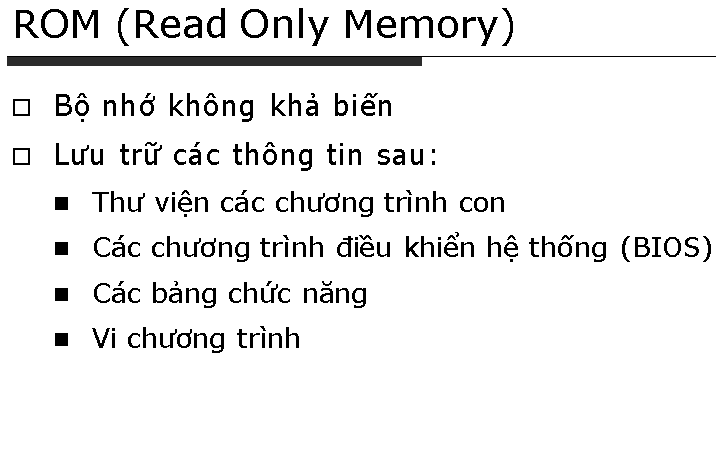 ROM (Read Only Memory)
Bộ nhớ không khả biến
Lưu trữ các thông tin sau:
Thư viện các chương trình con
Các chương trình điều khiển hệ thống (BIOS)
Các bảng chức năng
Vi chương trình